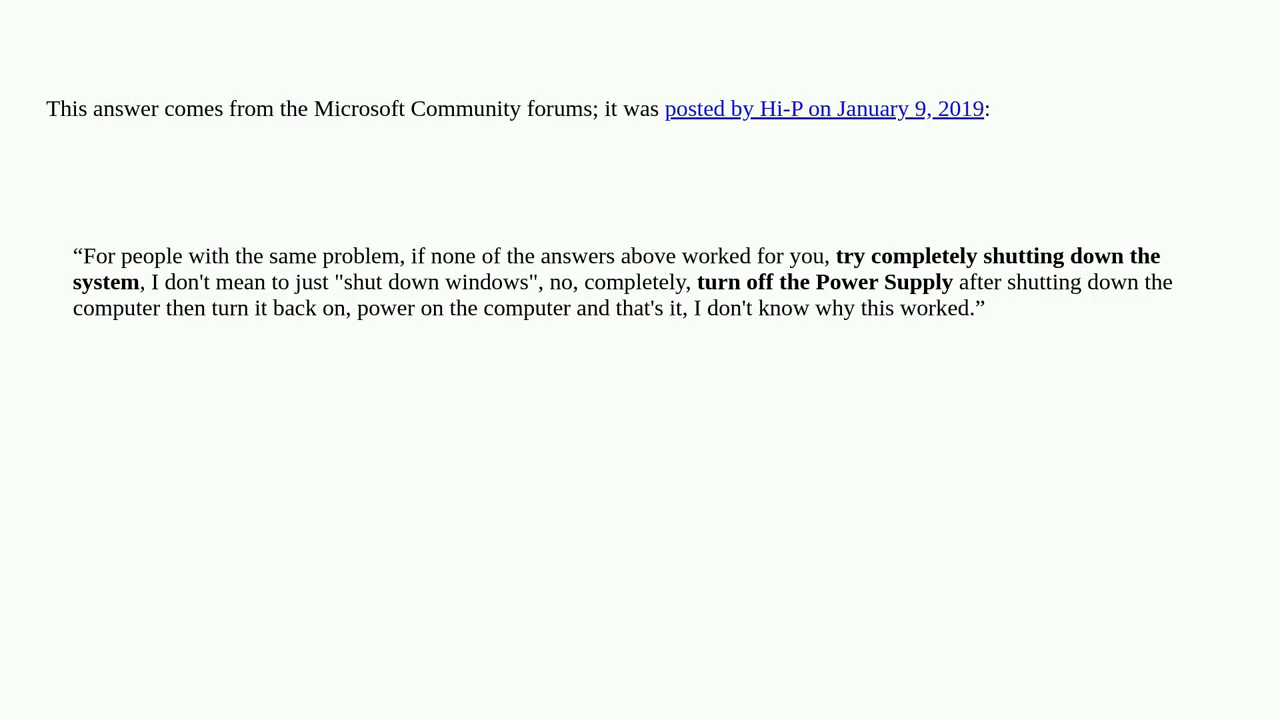 This answer comes from the Microsoft Community forums; it was posted by Hi-P on January 9, 2019:
“For people with the same problem, if none of the answers above worked for you, try completely shutting down the
system, I don't mean to just "shut down windows", no, completely, turn off the Power Supply after shutting down the
computer then turn it back on, power on the computer and that's it, I don't know why this worked.”